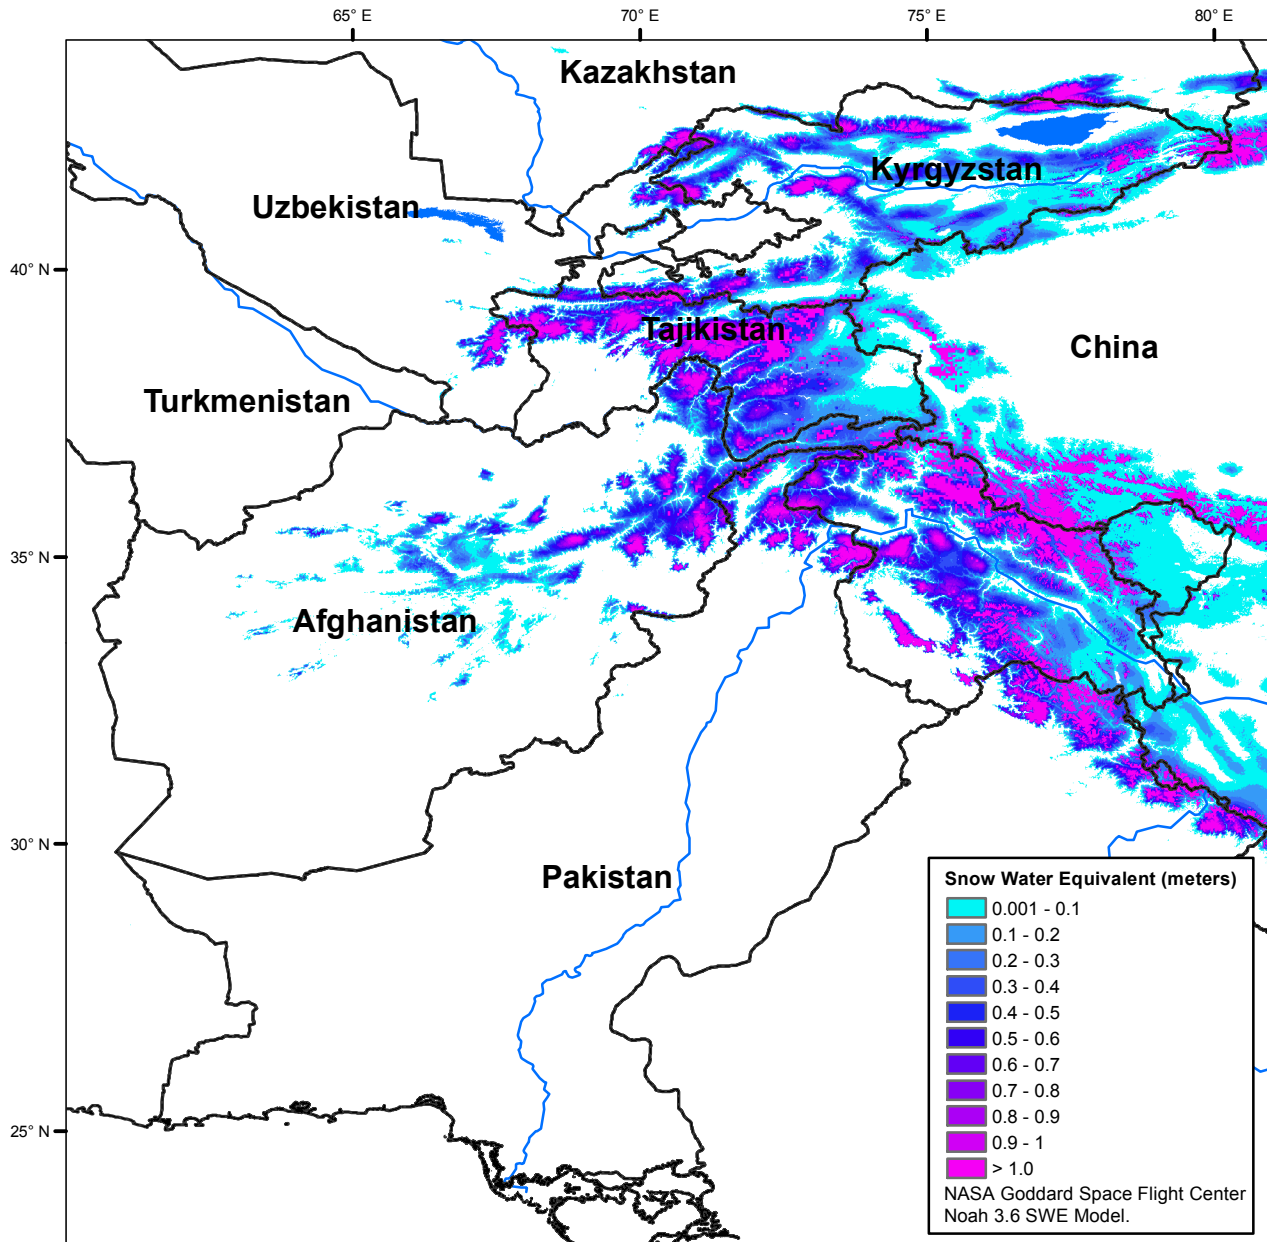 65° E
70° E
75° E
80° E
Kazakhstan
Kyrgyzstan
Uzbekistan
40° N
Tajikistan
China
Turkmenistan
35° N
Afghanistan
30° N
Pakistan
25° N
Snow Water Equivalent (meters)
0.001 - 0.1
0.1 - 0.2
0.2 - 0.3
0.3 - 0.4
0.4 - 0.5
0.5 - 0.6
0.6 - 0.7
0.7 - 0.8
0.8 - 0.9
0.9 - 1
> 1.0
NASA Goddard Space Flight Center
Noah 3.6 SWE Model.